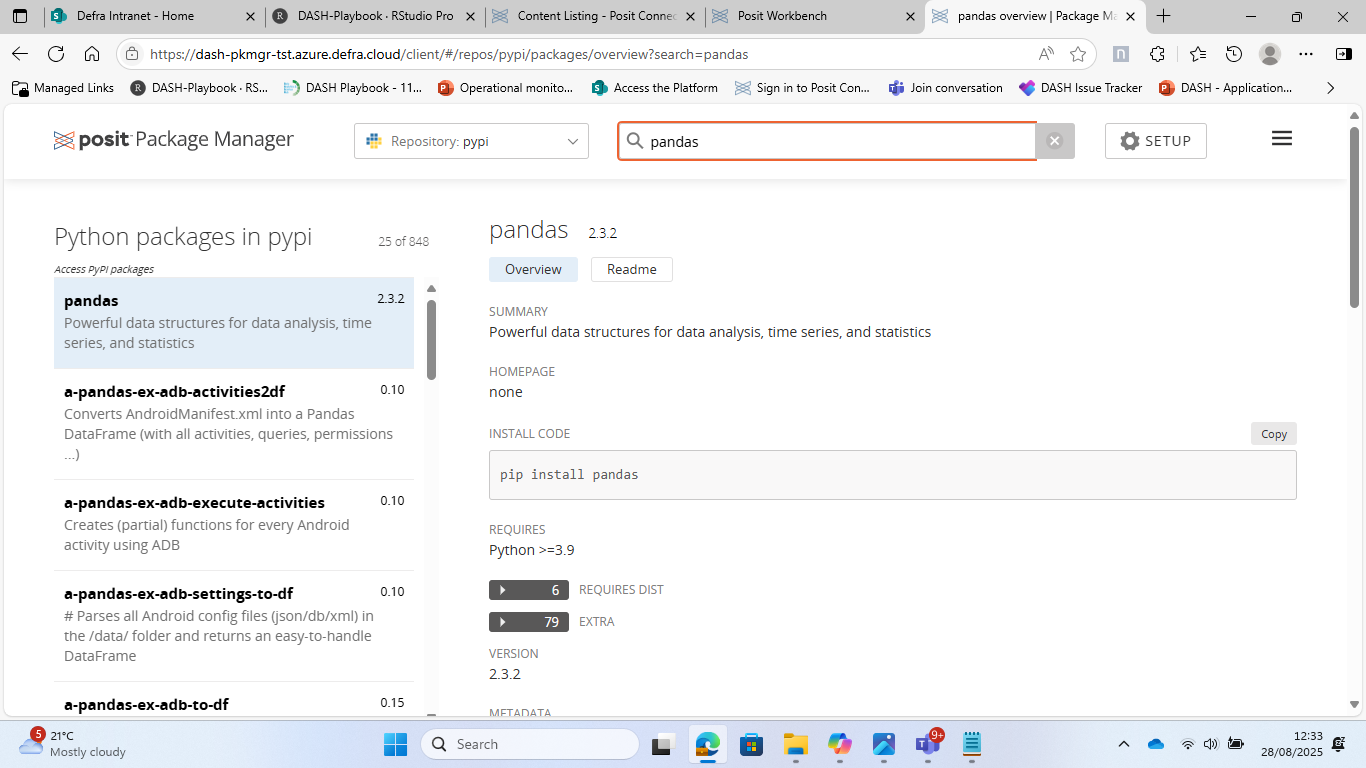 Defra Intranet - Home
DASH-Playbook · RStudio Pro
Content Listing - Posit Connec
Posit Workbench
pandas overview | Package Ma
https://dash-pkmgr-tst.azure.defra.cloud/client/#/repos/pypi/packages/overview?search=pandas
Managed Links
DASH-Playbook · RS...
DASH Playbook - 11...
Operational monito...
Access the Platform
Sign in to Posit Con...
Join conversation
DASH Issue Tracker
DASH - Application...
posit Package Manager
Repository: pypi
pandas
SETUP
Python packages in pypi
25 of 848
Access PyPI packages
pandas 2.3.2
Powerful data structures for data analysis, time
series, and statistics
a-pandas-ex-adb-activities2df 0.10
Converts AndroidManifest.xml into a Pandas
DataFrame (with all activities, queries, permissions
...)
a-pandas-ex-adb-execute-activities 0.10
Creates (partial) functions for every Android
activity using ADB
a-pandas-ex-adb-settings-to-df 0.10
# Parses all Android config files (json/db/xml) in
the /data/ folder and returns an easy-to-handle
DataFrame
a-pandas-ex-adb-to-df 0.15
pandas 2.3.2
Overview
Readme
SUMMARY
Powerful data structures for data analysis, time series, and statistics
HOMEPAGE
none
INSTALL CODE
Copy
pip install pandas
REQUIRES
Python >=3.9
6 REQUIRES DIST
79 EXTRA
VERSION
2.3.2
METADATA
5
21°C
Mostly cloudy
Search
9+
12:33
28/08/2025